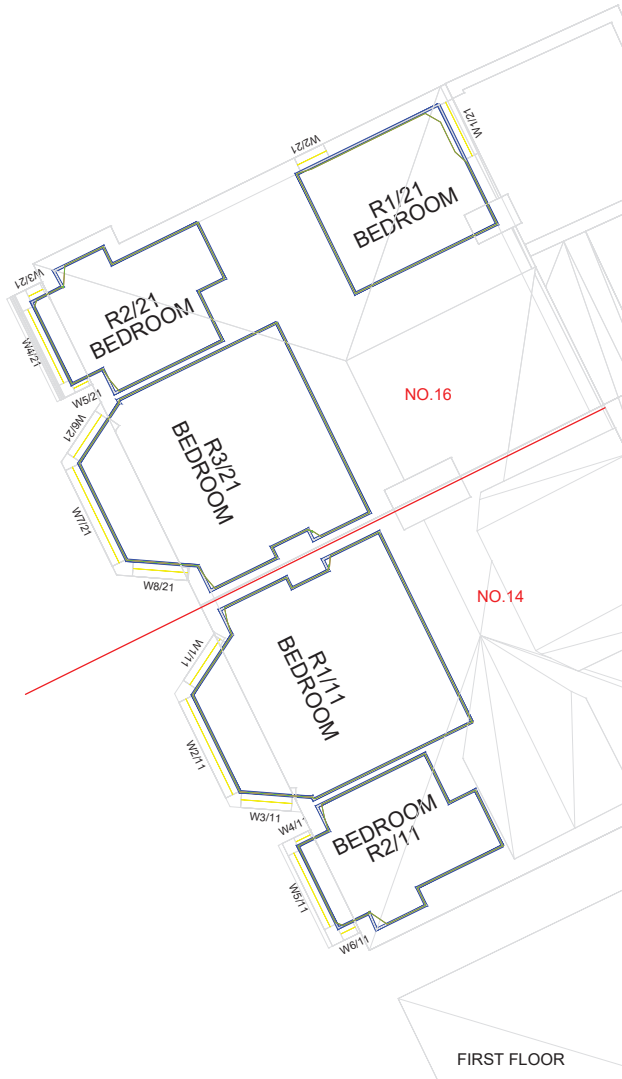 W1/21
W2/21
R1/21
BEDROOM
W3/21
R2/21
BEDROOM
W4/21
W5/21
NO.16
W6/21
R3/21
BEDROOM
W7/21
W8/21
NO.14
W1/11
R1/11
BEDROOM
W2/11
W3/11
W4/11
BEDROOM
R2/11
W5/11
W6/11
FIRST FLOOR